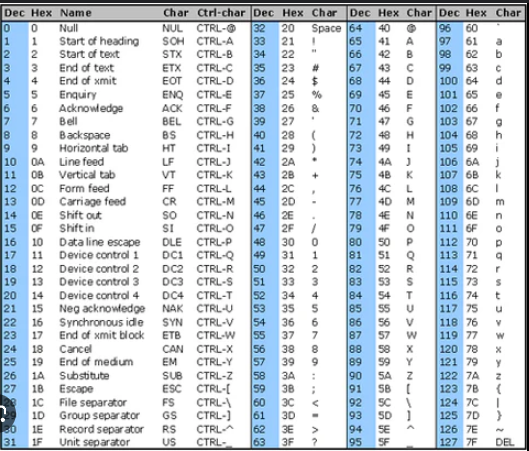 Dec Hex Name Char Ctrl-char Dec Hex Char Dec Hex Char Dec Hex Char
0 0 Null NUL CTRL-@ 32 20 Space 64 40 @ 96 60 `
1 1 Start of heading SOH CTRL-A 33 21 ! 65 41 A 97 61 a
2 2 Start of text STX CTRL-B 34 22 " 66 42 B 98 62 b
3 3 End of text ETX CTRL-C 35 23 # 67 43 C 99 63 c
4 4 End of xmit EOT CTRL-D 36 24 $ 68 44 D 100 64 d
5 5 Enquiry ENQ CTRL-E 37 25 % 69 45 E 101 65 e
6 6 Acknowledge ACK CTRL-F 38 26 & 70 46 F 102 66 f
7 7 Bell BEL CTRL-G 39 27 ' 71 47 G 103 67 g
8 8 Backspace BS CTRL-H 40 28 ( 72 48 H 104 68 h
9 9 Horizontal tab HT CTRL-I 41 29 ) 73 49 I 105 69 i
10 0A Line feed LF CTRL-J 42 2A * 74 4A J 106 6A j
11 0B Vertical tab VT CTRL-K 43 2B + 75 4B K 107 6B k
12 0C Form feed FF CTRL-L 44 2C , 76 4C L 108 6C l
13 0D Carriage feed CR CTRL-M 45 2D - 77 4D M 109 6D m
14 0E Shift out SO CTRL-N 46 2E . 78 4E N 110 6E n
15 0F Shift in SI CTRL-O 47 2F / 79 4F O 111 6F o
16 10 Data line escape DLE CTRL-P 48 30 0 80 50 P 112 70 p
17 11 Device control 1 DC1 CTRL-Q 49 31 1 81 51 Q 113 71 q
18 12 Device control 2 DC2 CTRL-R 50 32 2 82 52 R 114 72 r
19 13 Device control 3 DC3 CTRL-S 51 33 3 83 53 S 115 73 s
20 14 Device control 4 DC4 CTRL-T 52 34 4 84 54 T 116 74 t
21 15 Neg acknowledge NAK CTRL-U 53 35 5 85 55 U 117 75 u
22 16 Synchronous idle SYN CTRL-V 54 36 6 86 56 V 118 76 v
23 17 End of xmit block ETB CTRL-W 55 37 7 87 57 W 119 77 w
24 18 Cancel CAN CTRL-X 56 38 8 88 58 X 120 78 x
25 19 End of medium EM CTRL-Y 57 39 9 89 59 Y 121 79 y
26 1A Substitute SUB CTRL-Z 58 3A : 90 5A Z 122 7A z
27 1B Escape ESC CTRL-[ 59 3B ; 91 5B [ 123 7B {
1C File separator FS CTRL-\ 60 3C < 92 5C \ 124 7C |
1D Group separator GS CTRL-] 61 3D = 93 5D ] 125 7D }
1E Record separator RS CTRL-^ 62 3E > 94 5E ^ 126 7E ~
31 1F Unit separator US CTRL-_ 63 3F ? 95 5F _ 127 7F DEL